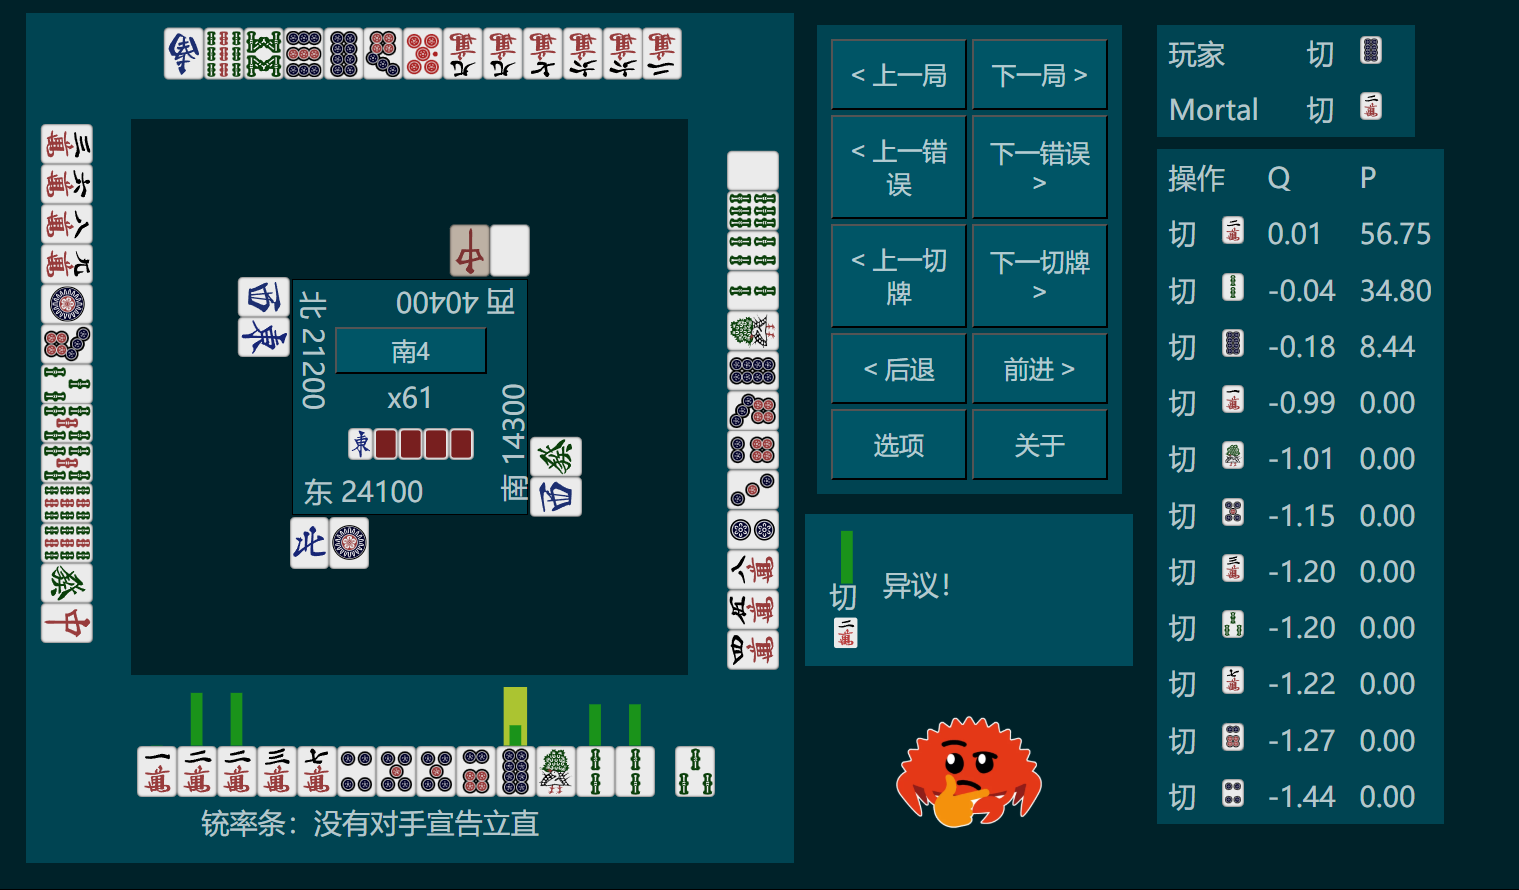 北 21200
西 40400
南4
x61
南 14300
东 24100
铳率条：没有对手宣告立直
< 上一局
下一局 >
< 上一错
误
下一错误
>
< 上一切
牌
下一切牌
>
< 后退
前进 >
选项
关于
切
异议！
玩家 切
Mortal 切
操作 Q P
切 0.01 56.75
切 -0.04 34.80
切 -0.18 8.44
切 -0.99 0.00
切 -1.01 0.00
切 -1.15 0.00
切 -1.20 0.00
切 -1.20 0.00
切 -1.22 0.00
切 -1.27 0.00
切 -1.44 0.00